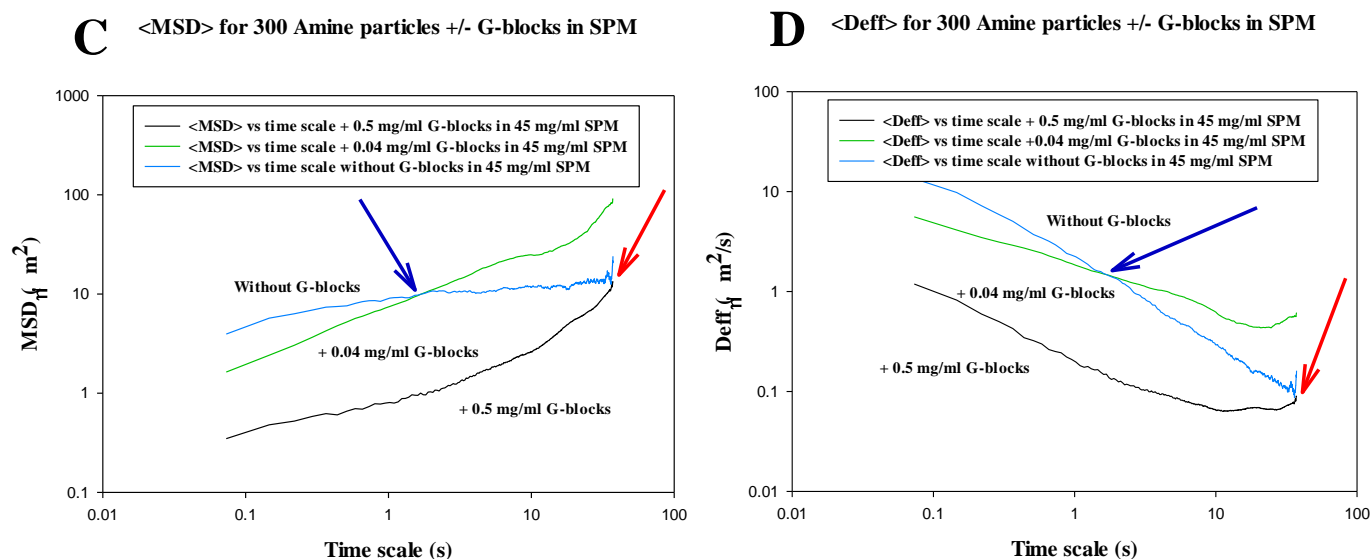 C <MSD> for 300 Amine particles +/- G-blocks in SPM
1000
100
10
1
0.1
0.01
0.1
1
10
100
Time scale (s)
<MSD> vs time scale + 0.5 mg/ml G-blocks in 45 mg/ml SPM
<MSD> vs time scale + 0.04 mg/ml G-blocks in 45 mg/ml SPM
<MSD> vs time scale without G-blocks in 45 mg/ml SPM
Without G-blocks
+ 0.04 mg/ml G-blocks
+ 0.5 mg/ml G-blocks
MSD ( m²)
D <Deff> for 300 Amine particles +/- G-blocks in SPM
100
10
1
0.1
0.01
0.01
0.1
1
10
100
Time scale (s)
<Deff> vs time scale + 0.5 mg/ml G-blocks in 45 mg/ml SPM
<Deff> vs time scale +0.04 mg/ml G-blocks in 45 mg/ml SPM
<Deff> vs time scale without G-blocks in 45 mg/ml SPM
Without G-blocks
+ 0.04 mg/ml G-blocks
+ 0.5 mg/ml G-blocks
Deff ( m²/s)